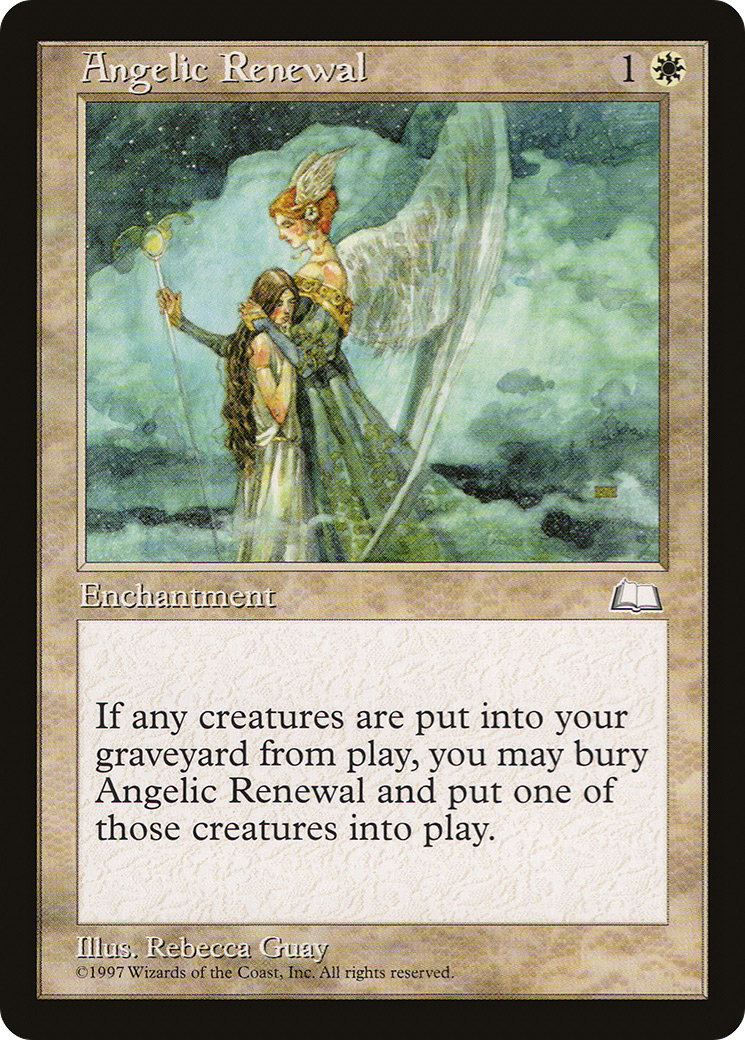 Angelic Renewal 1
Enchantment
If any creatures are put into your
graveyard from play, you may bury
Angelic Renewal and put one of
those creatures into play.
Illus. Rebecca Guay
©1997 Wizards of the Coast, Inc. All rights reserved.